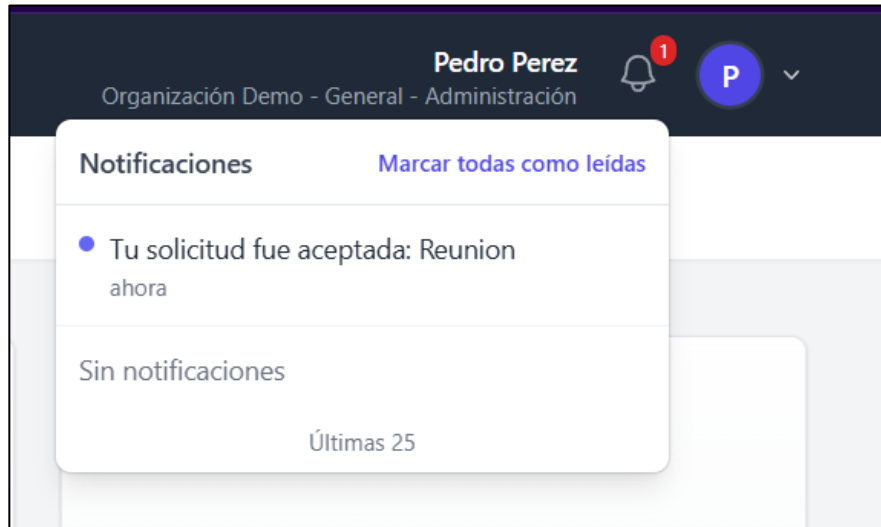 Pedro Perez
Organización Demo - General - Administración
1
P
Notificaciones
Marcar todas como leídas
Tu solicitud fue aceptada: Reunion
ahora
Sin notificaciones
Últimas 25